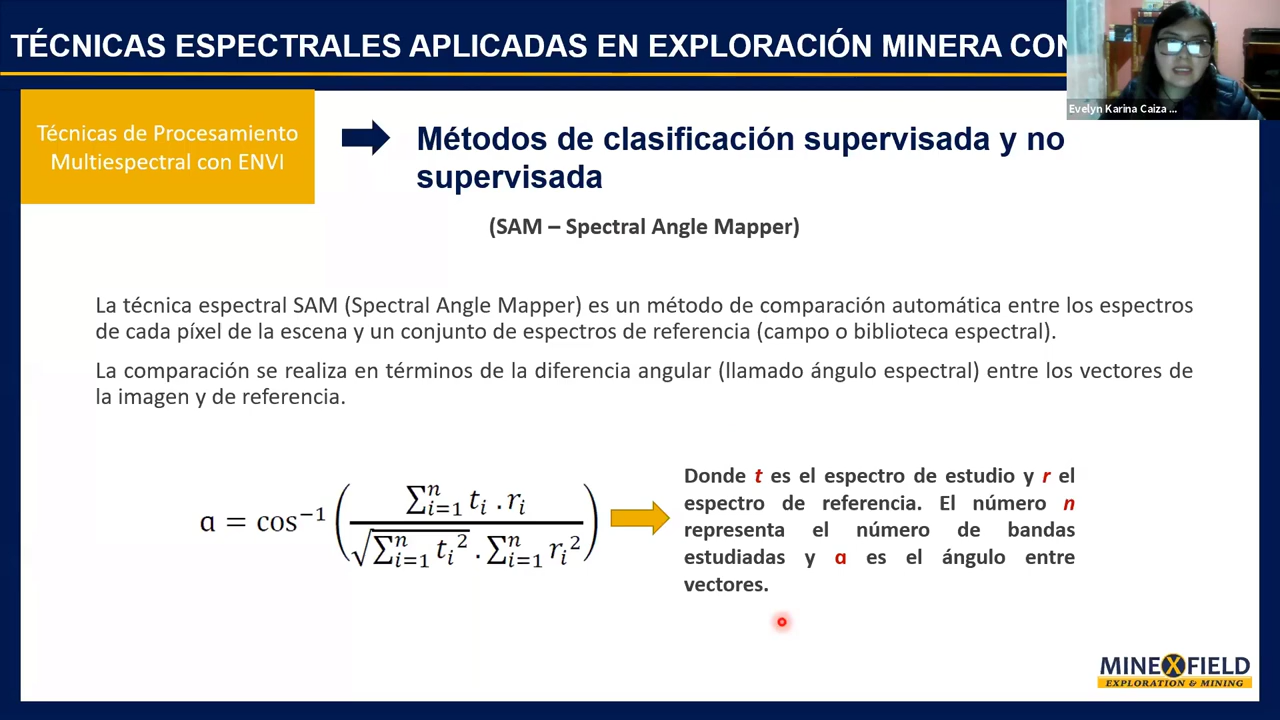 TÉCNICAS ESPECTRALES APLICADAS EN EXPLORACIÓN MINERA CON
Evelyn Karina Caiza ...
Técnicas de Procesamiento
Multiespectral con ENVI
Métodos de clasificación supervisada y no
supervisada
(SAM – Spectral Angle Mapper)
La técnica espectral SAM (Spectral Angle Mapper) es un método de comparación automática entre los espectros
de cada píxel de la escena y un conjunto de espectros de referencia (campo o biblioteca espectral).
La comparación se realiza en términos de la diferencia angular (llamado ángulo espectral) entre los vectores de
la imagen y de referencia.
ɑ = cos⁻¹ ( ∑ⁿᵢ₌₁ tᵢ . rᵢ / √(∑ⁿᵢ₌₁ tᵢ²) . ∑ⁿᵢ₌₁ rᵢ² )
Donde t es el espectro de estudio y r el
espectro de referencia. El número n
representa el número de bandas
estudiadas y ɑ es el ángulo entre
vectores.
MINEXFIELD
EXPLORATION & MINING